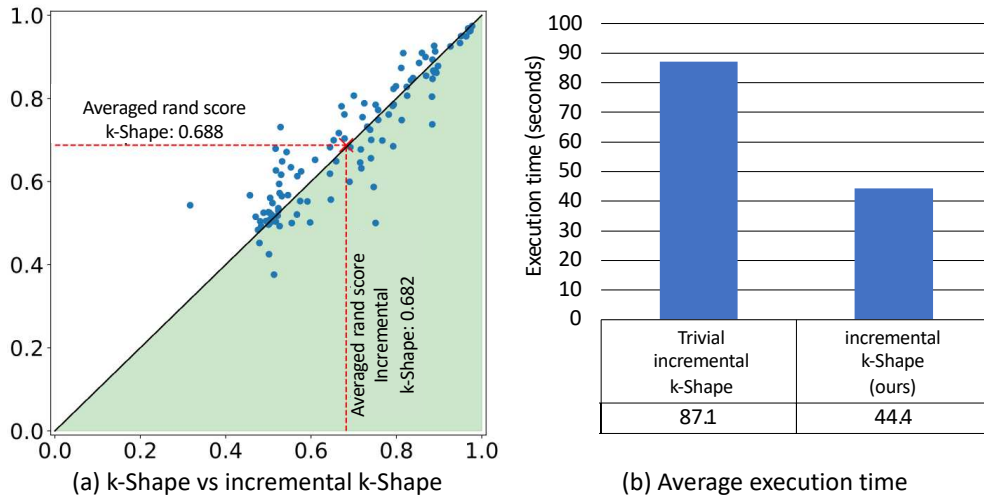 1.0
0.8
0.6
0.4
0.2
0.0
0.0 0.2 0.4 0.6 0.8 1.0
Averaged rand score
k-Shape: 0.688
Averaged rand score
Incremental
k-Shape: 0.682
(a) k-Shape vs incremental k-Shape
Execution time (seconds)
100
90
80
70
60
50
40
30
20
10
0
Trivial
incremental
k-Shape
incremental
k-Shape
(ours)
87.1 44.4
(b) Average execution time